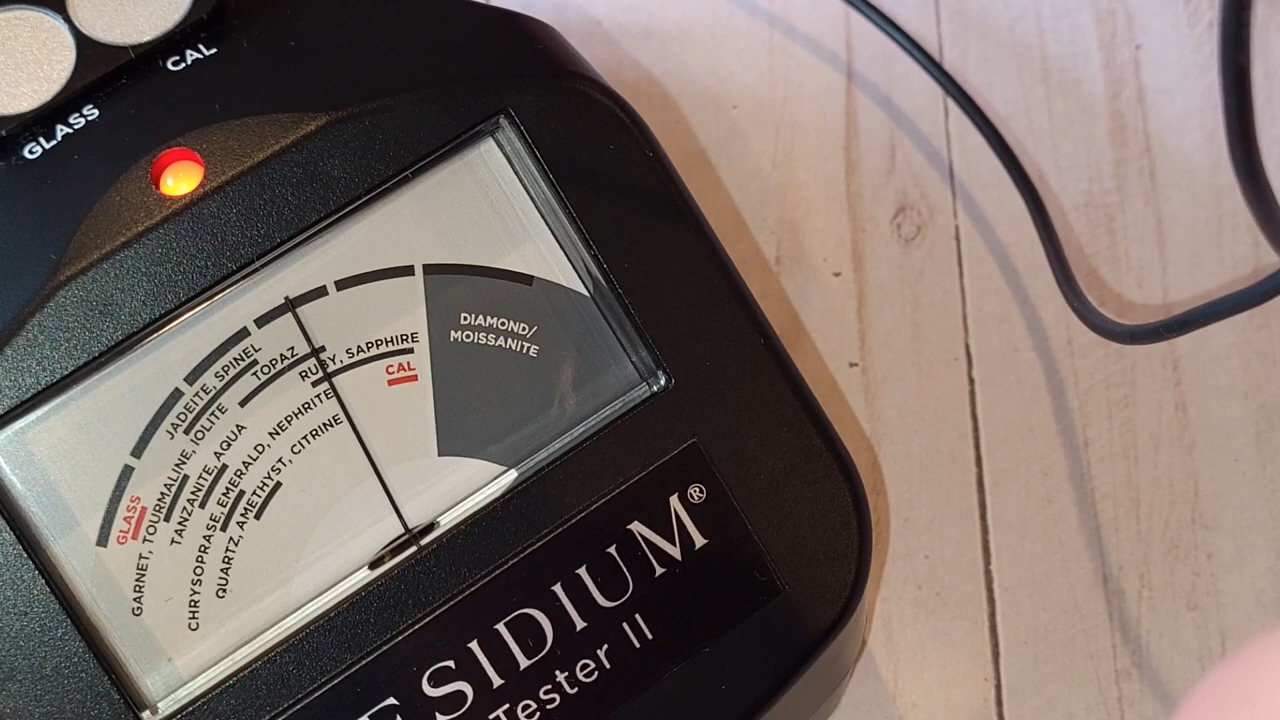 CAL
GLASS
DIAMOND/
MOISSANITE
RUBY, SAPPHIRE
CAL
TOPAZ
JADEITE, SPINEL
GLASS
GARNET, TOURMALINE, IOLITE
TANZANITE, AQUA
CHRYSOPRASE, EMERALD, NEPHRITE
QUARTZ, AMETHYST, CITRINE
ESIDIUM®
Tester II